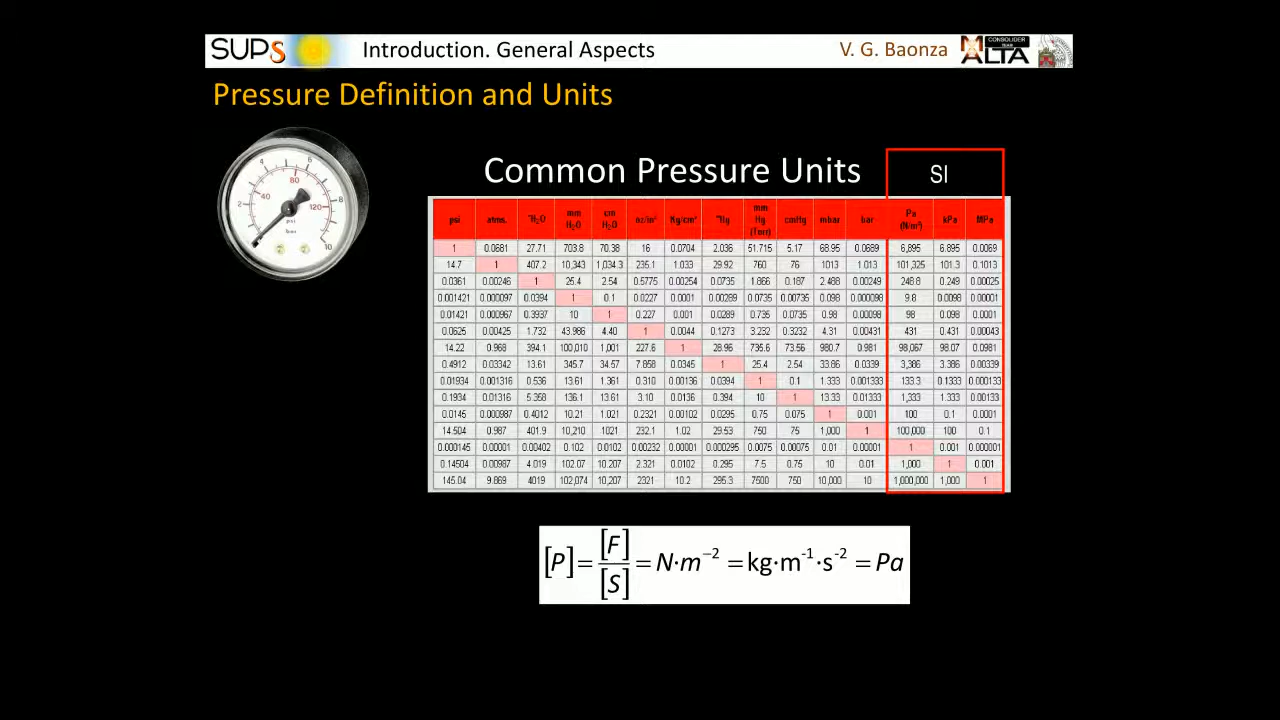 SUPS Introduction. General Aspects V. G. Baonza CONSOLIDER TEAM MALTA
Pressure Definition and Units
4 6
80
40 8
2 120
psi
bar
10
Common Pressure Units SI
psi atms. "H₂O mm H₂O cm H₂O oz/in² Kg/cm² "Hg mm Hg (Torr) cmHg mbar bar Pa (N/m²) kPa MPa
1 0.0681 27.71 703.8 70.38 16 0.0704 2.036 51.715 5.17 68.95 0.0689 6,895 6.895 0.0069
14.7 1 407.2 10,343 1,034.3 235.1 1.033 29.92 760 76 1013 1.013 101,325 101.3 0.1013
0.0361 0.00246 1 25.4 2.54 0.5775 0.00254 0.0735 1.866 0.187 2.488 0.00249 248.8 0.249 0.00025
0.001421 0.000097 0.0394 1 0.1 0.0227 0.0001 0.00289 0.0735 0.00735 0.098 0.000098 9.8 0.0098 0.00001
0.01421 0.000967 0.3937 10 1 0.227 0.001 0.0289 0.735 0.0735 0.98 0.00098 98 0.098 0.0001
0.0625 0.00425 1.732 43.986 4.40 1 0.0044 0.1273 3.232 0.3232 4.31 0.00431 431 0.431 0.00043
14.22 0.968 394.1 100,010 1,001 227.6 1 28.96 735.6 73.56 980.7 0.981 98,067 98.07 0.0981
0.4912 0.03342 13.61 345.7 34.57 7.858 0.0345 1 25.4 2.54 33.86 0.0339 3,386 3.386 0.00339
0.01934 0.001316 0.536 13.61 1.361 0.310 0.00136 0.0394 1 0.1 1.333 0.001333 133.3 0.1333 0.000133
0.1934 0.01316 5.358 136.1 13.61 3.10 0.0136 0.394 10 1 13.33 0.01333 1,333 1.333 0.00133
0.0145 0.000987 0.4012 10.21 1.021 0.2321 0.00102 0.0295 0.75 0.075 1 0.001 100 0.1 0.0001
14.504 0.987 401.9 10,210 1021 232.1 1.02 29.53 750 75 1,000 1 100,000 100 0.1
0.000145 0.00001 0.00402 0.102 0.0102 0.00232 0.00001 0.000295 0.0075 0.00075 0.01 0.00001 1 0.001 0.000001
0.14504 0.00987 4.019 102.07 10.207 2.321 0.0102 0.295 7.5 0.75 10 0.01 1,000 1 0.001
145.04 9.869 4019 102,074 10,207 2321 10.2 295.3 7500 750 10,000 10 1,000,000 1,000 1
[P] = [F]/[S] = N·m⁻² = kg·m⁻¹·s⁻² = Pa